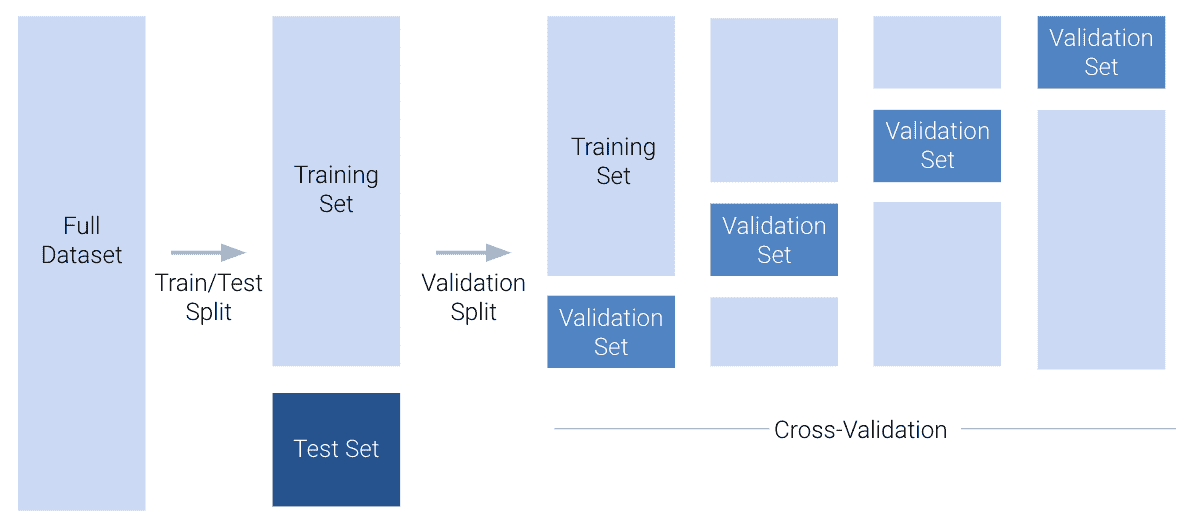 Full
Dataset
Train/Test
Split
Training
Set
Test Set
Validation
Split
Training
Set
Validation
Set
Validation
Set
Validation
Set
Validation
Set
Cross-Validation